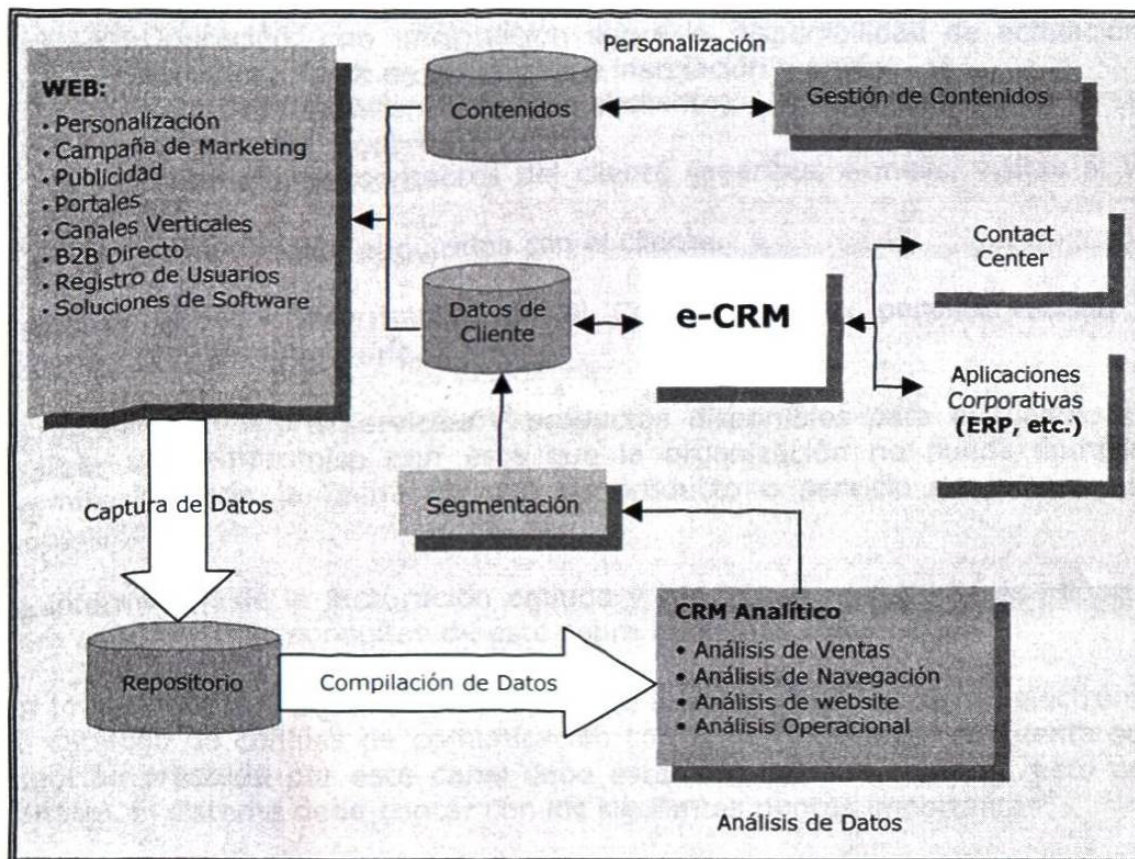 Personalización
WEB:
• Personalización
• Campaña de Marketing
• Publicidad
• Portales
• Canales Verticales
• B2B Directo
• Registro de Usuarios
• Soluciones de Software
Contenidos
Gestión de Contenidos
Datos de
Cliente
e-CRM
Contact
Center
Aplicaciones
Corporativas
(ERP, etc.)
Captura de Datos
Segmentación
Repositorio
Compilación de Datos
CRM Analítico
• Análisis de Ventas
• Análisis de Navegación
• Análisis de website
• Análisis Operacional
Análisis de Datos